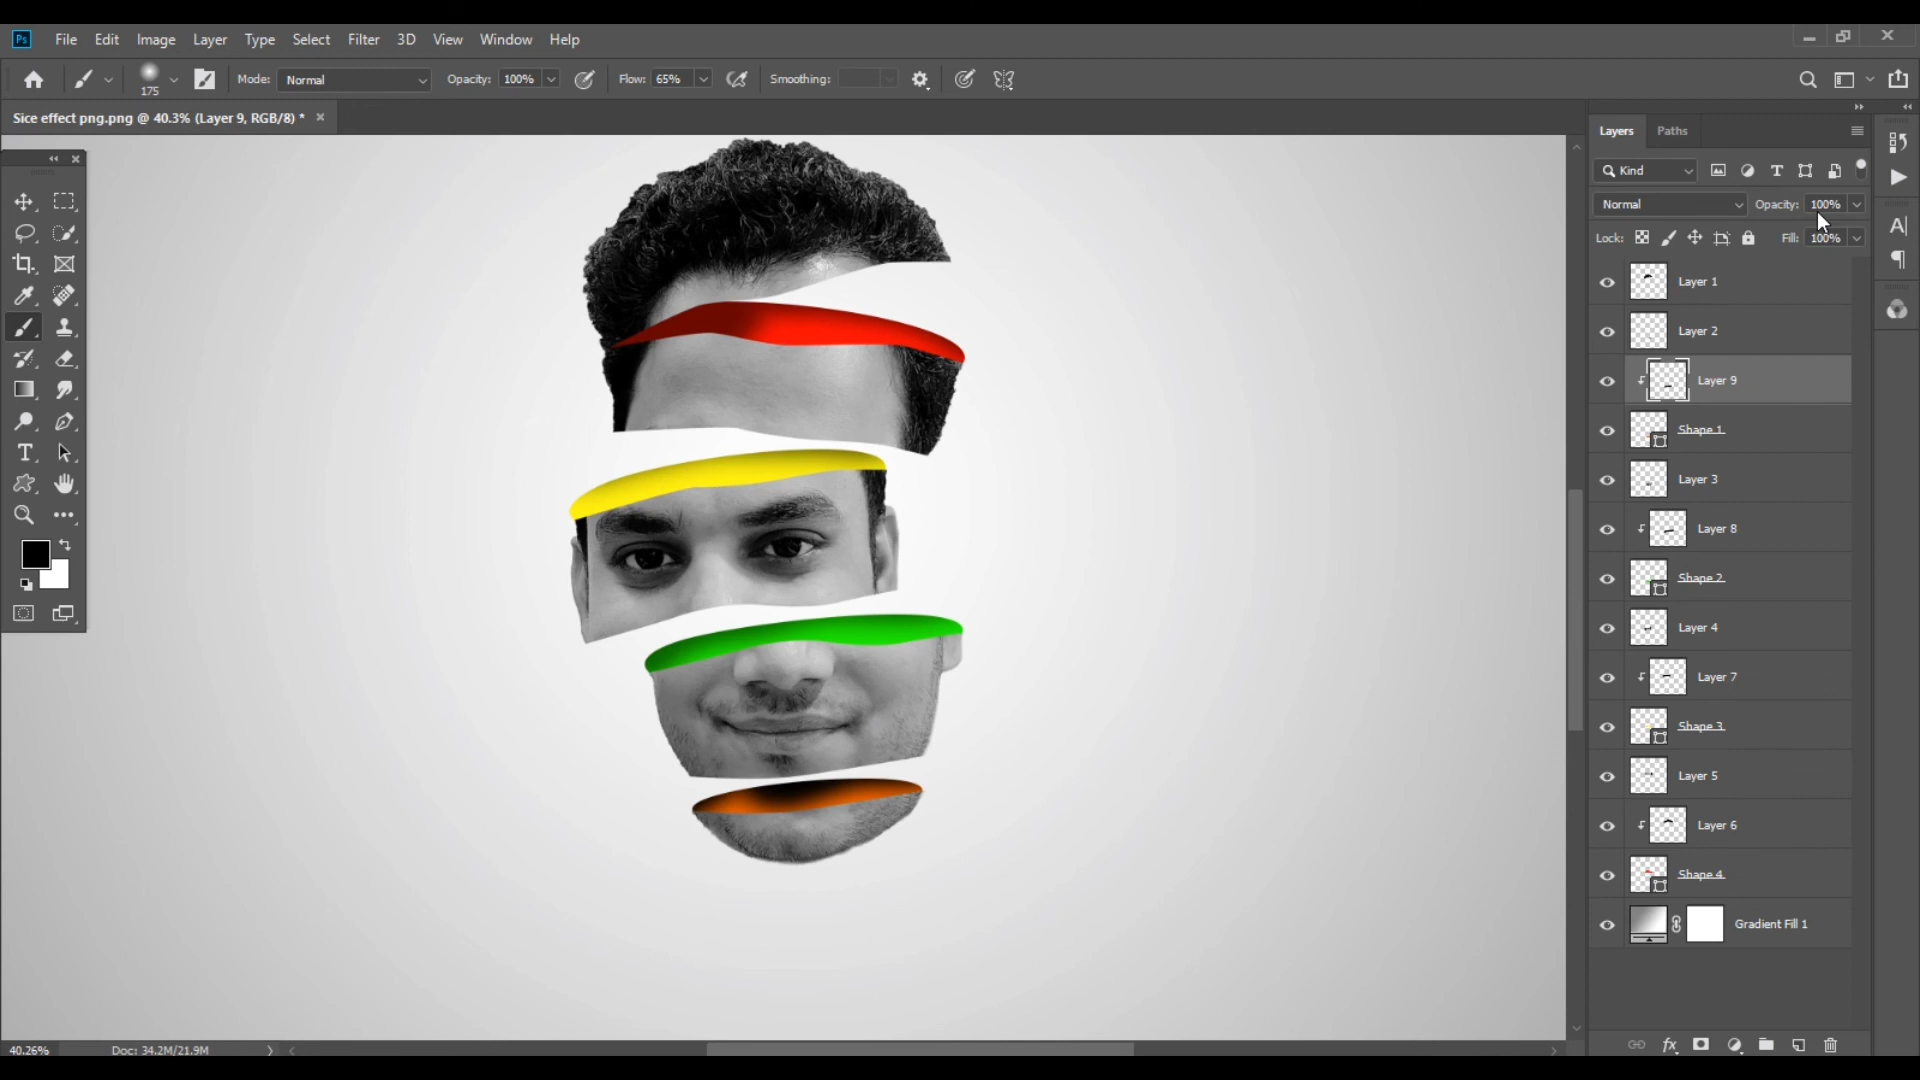 Ps File Edit Image Layer Type Select Filter 3D View Window Help
175 Mode: Normal Opacity: 100% Flow: 65% Smoothing:
Sice effect png.png @ 40.3% (Layer 9, RGB/8) * ×
Layers Paths
Kind
Normal Opacity: 100%
Lock: Fill: 100%
Layer 1
Layer 2
Layer 9
Shape 1
Layer 3
Layer 8
Shape 2
Layer 4
Layer 7
Shape 3
Layer 5
Layer 6
Shape 4
Gradient Fill 1
40.26% Doc: 34.2M/21.9M